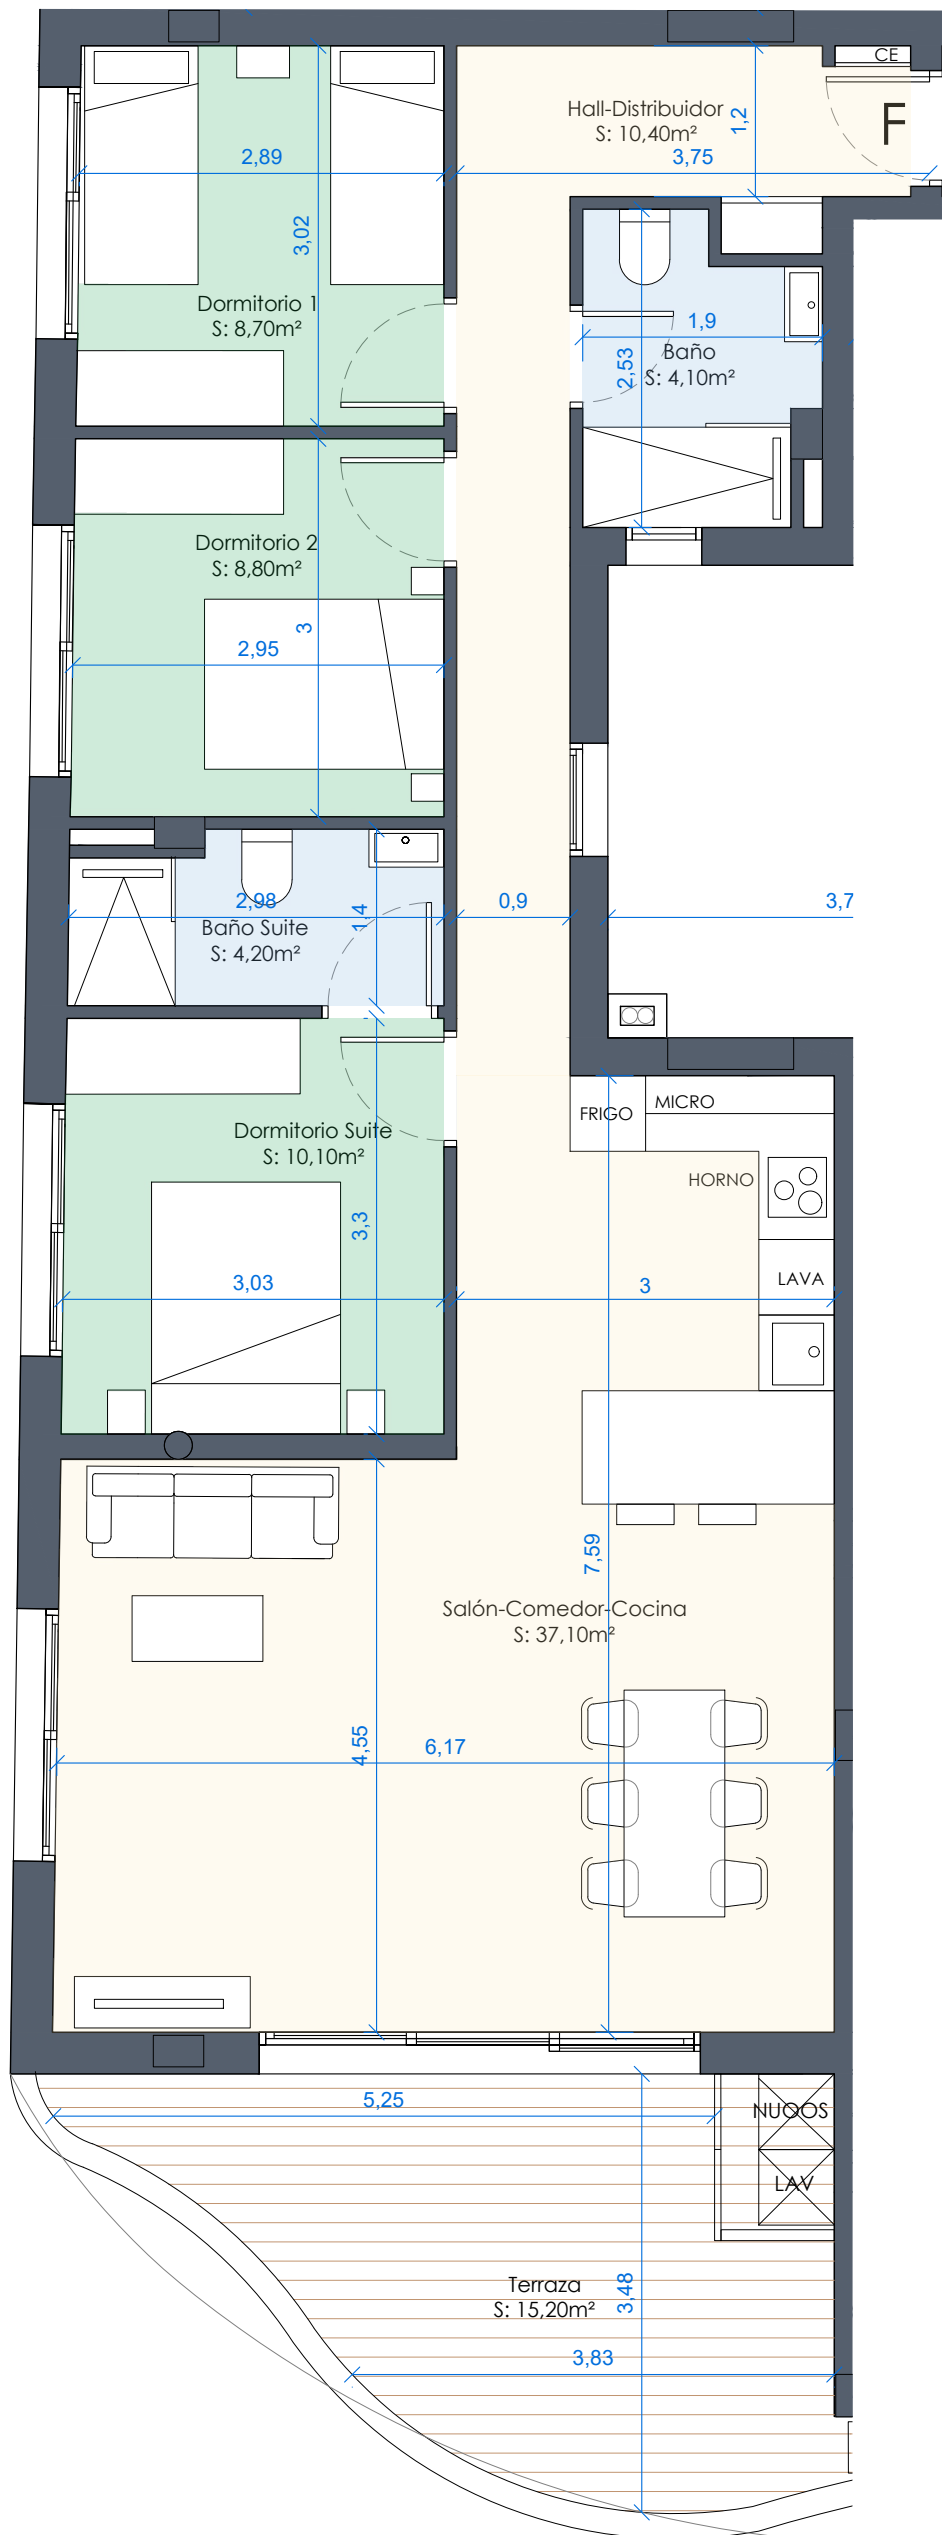 CE
Hall-Distribuidor
S: 10,40m²
1,2
F
2,89
3,75
3,02
Dormitorio 1
S: 8,70m²
1,9
Baño
S: 4,10m²
2,53
Dormitorio 2
S: 8,80m²
3
2,95
2,98
1,4
0,9
3,7
Baño Suite
S: 4,20m²
FRIGO
MICRO
Dormitorio Suite
S: 10,10m²
HORNO
3,3
3,03
3
LAVA
7,59
Salón-Comedor-Cocina
S: 37,10m²
4,55
6,17
5,25
NUOOS
LAV
Terraza
S: 15,20m²
3,48
3,83